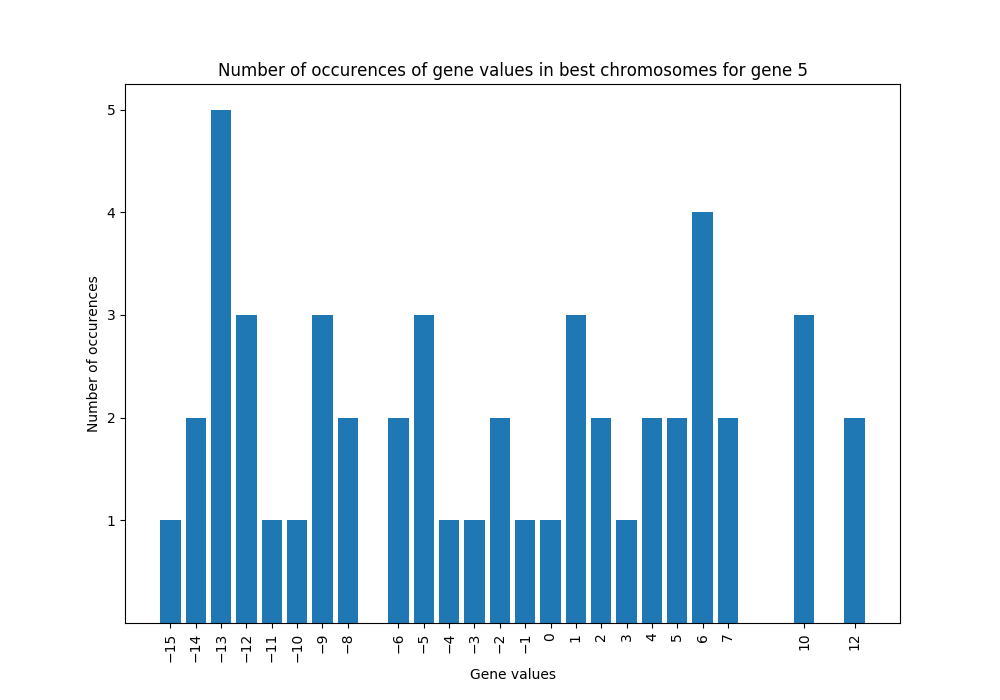 Number of occurences of gene values in best chromosomes for gene 5
5
4
3
2
1
Number of occurences
−15 −14 −13 −12 −11 −10 −9 −8 −6 −5 −4 −3 −2 −1 0 1 2 3 4 5 6 7 10 12
Gene values